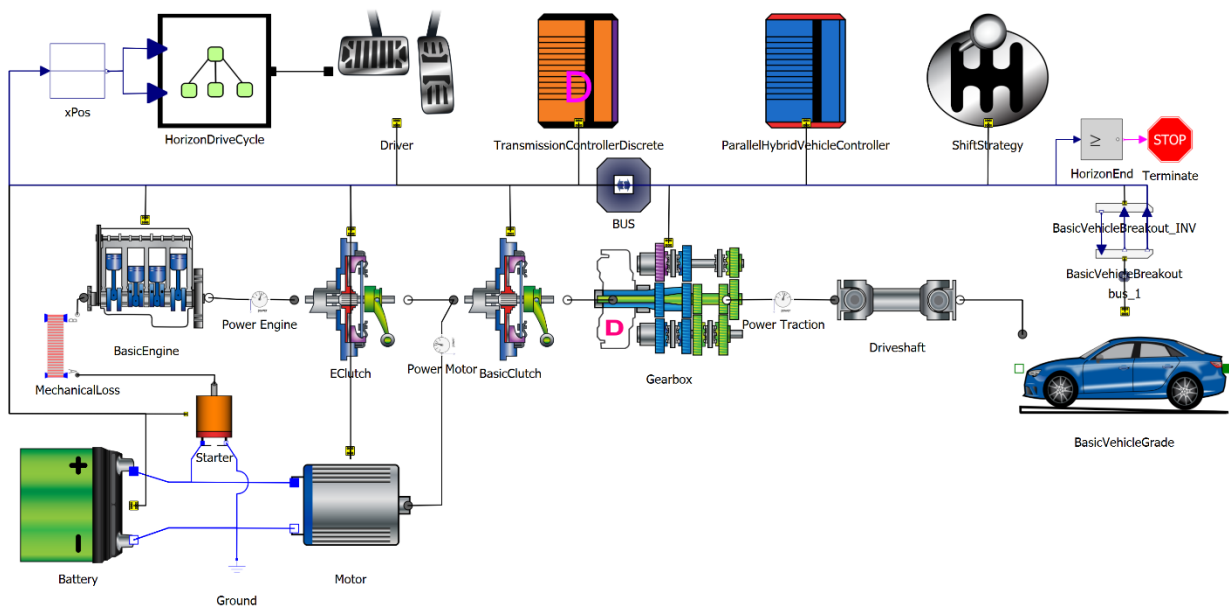 xPos
HorizonDriveCycle
Driver
D
TransmissionControllerDiscrete
ParallelHybridVehicleController
ShiftStrategy
≥
HorizonEnd
STOP
Terminate
BUS
BasicVehicleBreakout_INV
BasicVehicleBreakout
bus_1
BasicEngine
Power Engine
EClutch
Power Motor
BasicClutch
D
Gearbox
Power Traction
Driveshaft
BasicVehicleGrade
MechanicalLoss
Starter
+
−
Battery
Ground
Motor